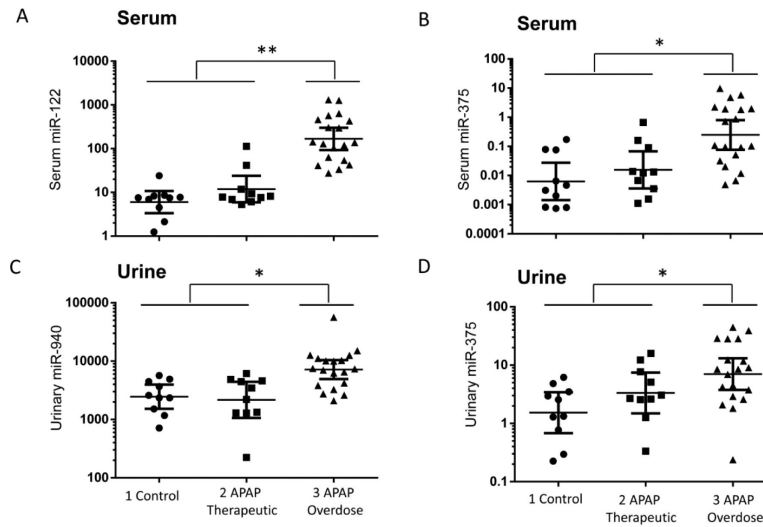 A
Serum
**
Serum miR-122
10000
1000
100
10
1
B
Serum
*
Serum miR-375
100
10
1
0.1
0.01
0.001
0.0001
C
Urine
*
Urinary miR-940
100000
10000
1000
100
1 Control
2 APAP
Therapeutic
3 APAP
Overdose
D
Urine
*
Urinary miR-375
100
10
1
0.1
1 Control
2 APAP
Therapeutic
3 APAP
Overdose